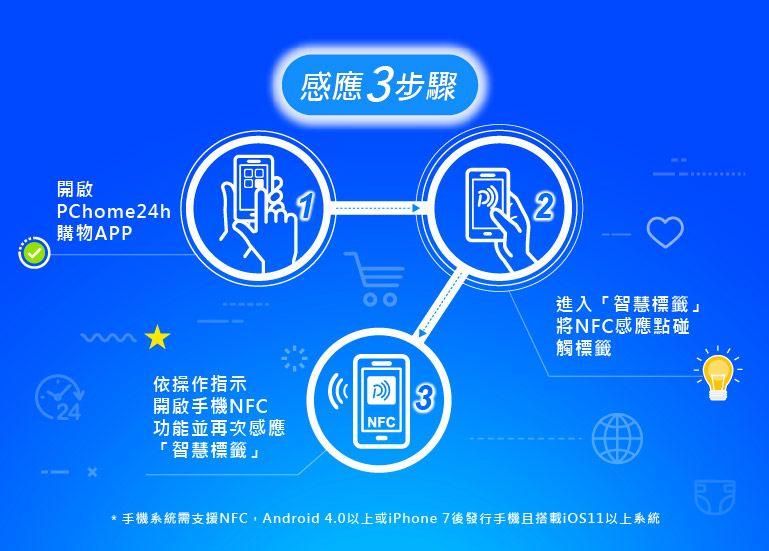 感應3步驟
開啟
PChome24h
購物APP
1
2
進入「智慧標籤」
將NFC感應點碰
觸標籤
依操作指示
開啟手機NFC
功能並再次感應
「智慧標籤」
NFC
3
24
* 手機系統需支援NFC，Android 4.0以上或iPhone 7後發行手機且搭載iOS11以上系統